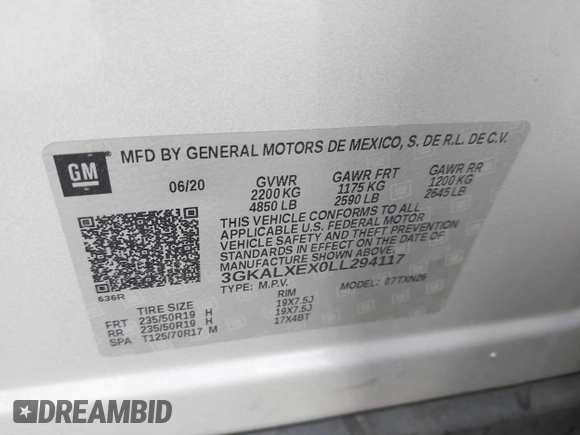 GM
MFD BY GENERAL MOTORS DE MEXICO, S. DE R.L. DE C.V.
06/20 GVWR GAWR FRT GAWR RR
2200 KG 1175 KG 1200 KG
4850 LB 2590 LB 2645 LB
THIS VEHICLE CONFORMS TO ALL
APPLICABLE U.S. FEDERAL MOTOR
VEHICLE SAFETY AND THEFT PREVENTION
STANDARDS IN EFFECT ON THE DATE OF
MANUFACTURE SHOWN ABOVE.
3GKALXEX0LL294117
TYPE: M.P.V. MODEL: 07TXN26
636R
TIRE SIZE RIM
FRT 235/50R19 H 19X7.5J
RR 235/50R19 H 19X7.5J
SPA T125/70R17 M 17X4BT
DREAMBID